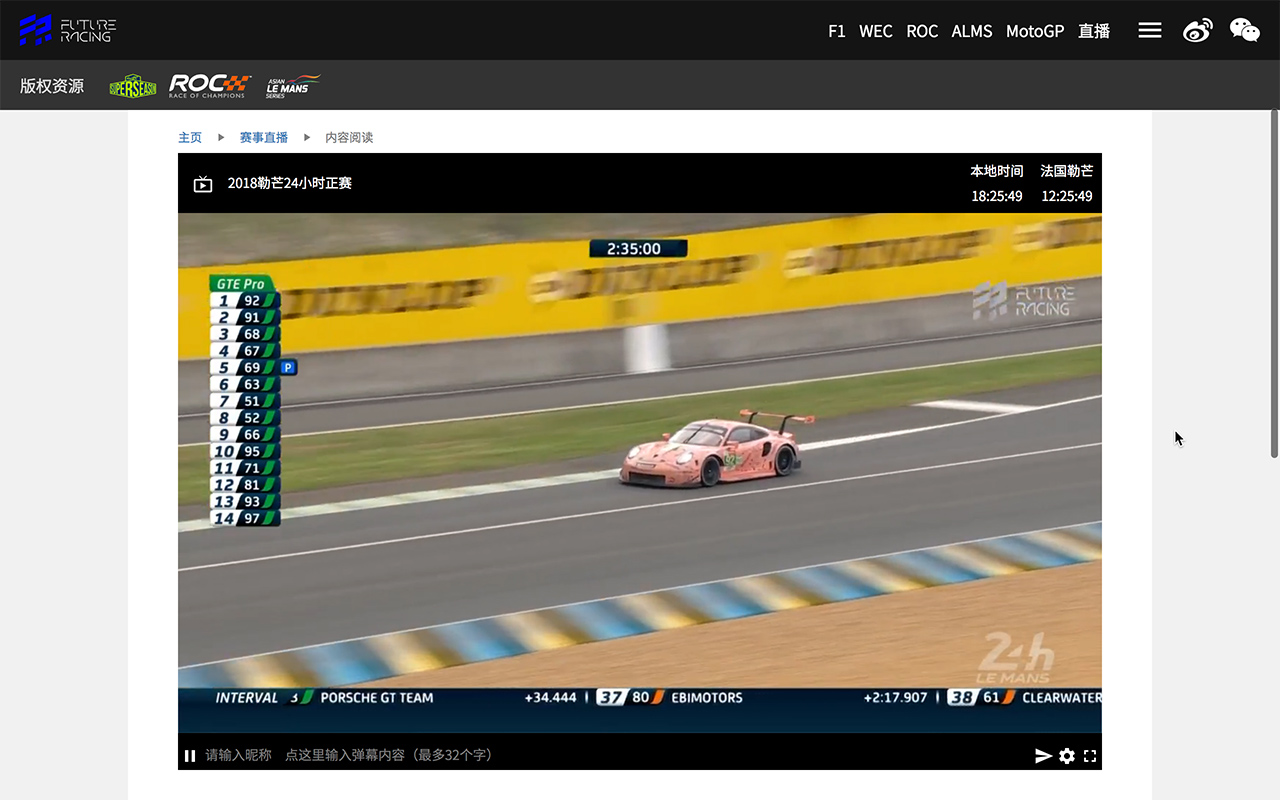 FUTURE RACING
F1 WEC ROC ALMS MotoGP 直播
版权资源 SUPERSEASON ROC RACE OF CHAMPIONS ASIAN LE MANS SERIES
主页 赛事直播 内容阅读
2018勒芒24小时正赛
本地时间 法国勒芒
18:25:49 12:25:49
2:35:00
GTE Pro
1 92
2 91
3 68
4 67
5 69 P
6 63
7 51
8 52
9 66
10 95
11 71
12 81
13 93
14 97
FUTURE RACING
92
24h
LE MANS
INTERVAL 3 PORSCHE GT TEAM +34.444 37 80 EBIMOTORS +2:17.907 38 61 CLEARWATER
请输入昵称 点这里输入弹幕内容（最多32个字）